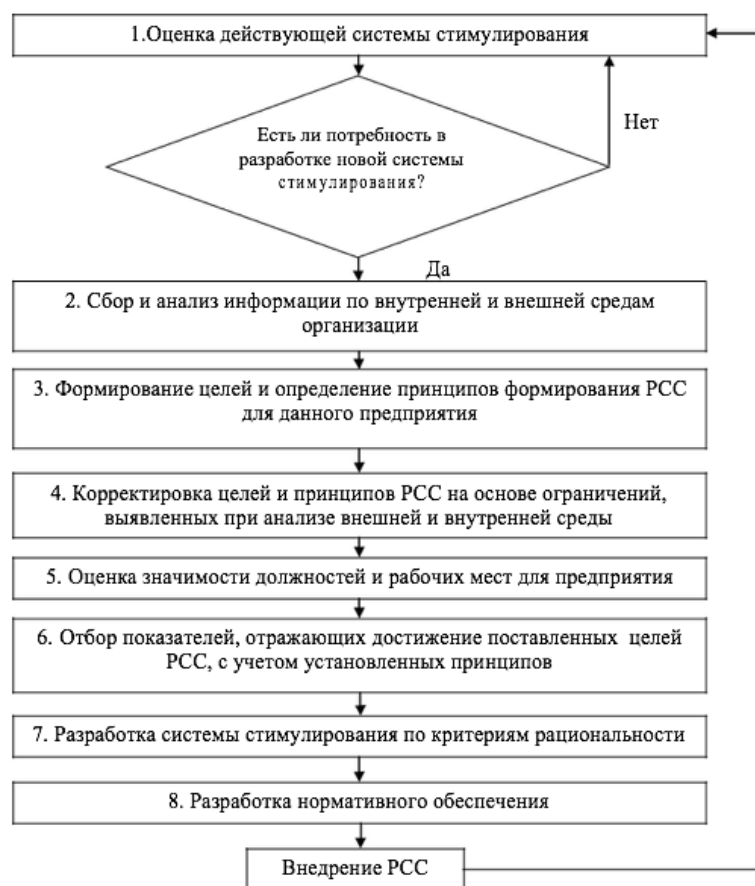 1.Оценка действующей системы стимулирования
Есть ли потребность в
разработке новой системы
стимулирования?
Нет
Да
2. Сбор и анализ информации по внутренней и внешней средам
организации
3. Формирование целей и определение принципов формирования РСС
для данного предприятия
4. Корректировка целей и принципов РСС на основе ограничений,
выявленных при анализе внешней и внутренней среды
5. Оценка значимости должностей и рабочих мест для предприятия
6. Отбор показателей, отражающих достижение поставленных целей
РСС, с учетом установленных принципов
7. Разработка системы стимулирования по критериям рациональности
8. Разработка нормативного обеспечения
Внедрение РСС